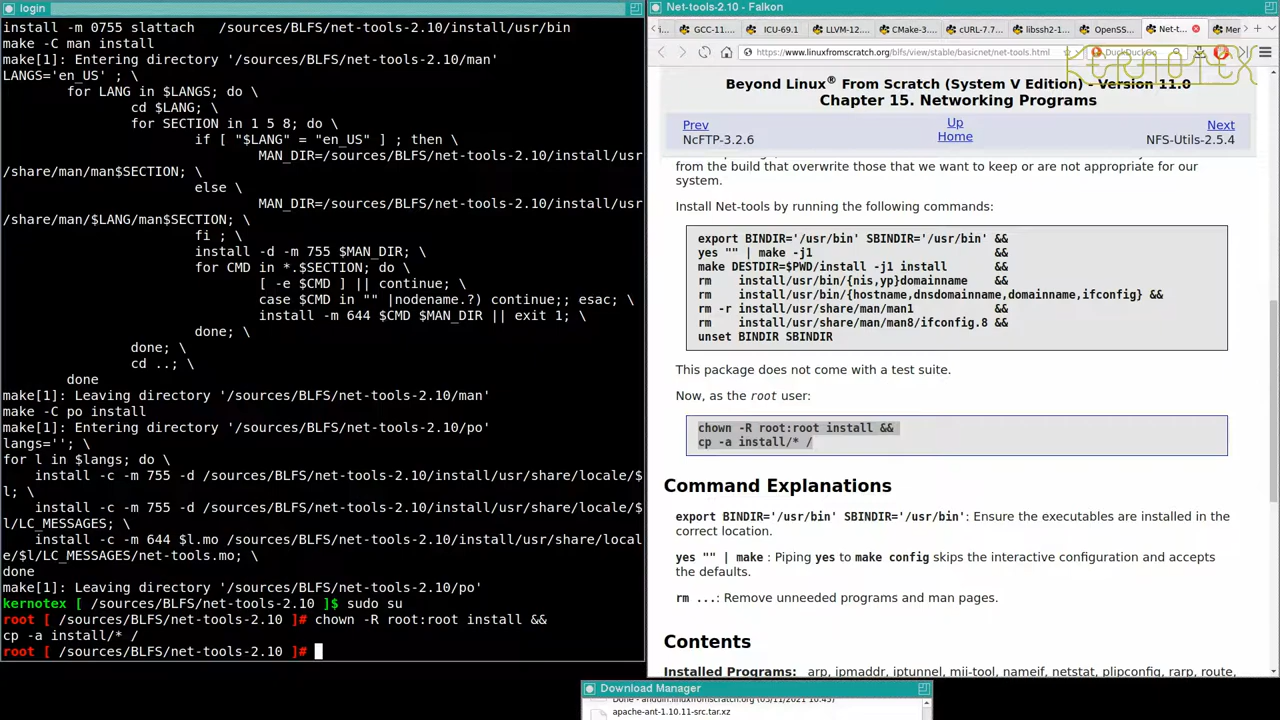 login
install -m 0755 slattach   /sources/BLFS/net-tools-2.10/install/usr/bin
make -C man install
make[1]: Entering directory '/sources/BLFS/net-tools-2.10/man'
LANGS='en_US' ; \
for LANG in $LANGS; do \
cd $LANG; \
for SECTION in 1 5 8; do \
if [ "$LANG" = "en_US" ] ; then \
MAN_DIR=/sources/BLFS/net-tools-2.10/install/usr
/share/man/man$SECTION; \
else \
MAN_DIR=/sources/BLFS/net-tools-2.10/install/usr
/share/man/$LANG/man$SECTION; \
fi ; \
install -d -m 755 $MAN_DIR; \
for CMD in *.$SECTION; do \
[ -e $CMD ] || continue; \
case $CMD in "" |nodename.?) continue;; esac; \
install -m 644 $CMD $MAN_DIR || exit 1; \
done; \
done; \
cd ..; \
done
make[1]: Leaving directory '/sources/BLFS/net-tools-2.10/man'
make -C po install
make[1]: Entering directory '/sources/BLFS/net-tools-2.10/po'
langs=''; \
for l in $langs; do \
install -c -m 755 -d /sources/BLFS/net-tools-2.10/install/usr/share/locale/$
l; \
install -c -m 755 -d /sources/BLFS/net-tools-2.10/install/usr/share/locale/$
l/LC_MESSAGES; \
install -c -m 644 $l.mo /sources/BLFS/net-tools-2.10/install/usr/share/local
e/$l/LC_MESSAGES/net-tools.mo; \
done
make[1]: Leaving directory '/sources/BLFS/net-tools-2.10/po'
kernotex [ /sources/BLFS/net-tools-2.10 ]$ sudo su
root [ /sources/BLFS/net-tools-2.10 ]# chown -R root:root install &&
cp -a install/* /
root [ /sources/BLFS/net-tools-2.10 ]#
Net-tools-2.10 - Falkon
GCC-11.... ICU-69.1 LLVM-12.... CMake-3.... cURL-7.7... libssh2-... OpenSS... Net-t... Mer
https://www.linuxfromscratch.org/blfs/view/stable/basicnet/net-tools.html DuckDuckGo
KERNOTEX
Beyond Linux® From Scratch (System V Edition) - Version 11.0
Chapter 15. Networking Programs
Prev Up Next
NcFTP-3.2.6 Home NFS-Utils-2.5.4
from the build that overwrite those that we want to keep or are not appropriate for our
system.
Install Net-tools by running the following commands:
export BINDIR='/usr/bin' SBINDIR='/usr/bin' &&
yes "" | make -j1 &&
make DESTDIR=$PWD/install -j1 install &&
rm    install/usr/bin/{nis,yp}domainname &&
rm    install/usr/bin/{hostname,dnsdomainname,domainname,ifconfig} &&
rm -r install/usr/share/man/man1 &&
rm    install/usr/share/man/man8/ifconfig.8 &&
unset BINDIR SBINDIR
This package does not come with a test suite.
Now, as the root user:
chown -R root:root install &&
cp -a install/* /
Command Explanations
export BINDIR='/usr/bin' SBINDIR='/usr/bin': Ensure the executables are installed in the
correct location.
yes "" | make : Piping yes to make config skips the interactive configuration and accepts
the defaults.
rm ...: Remove unneeded programs and man pages.
Contents
Installed Programs: arp, ipmaddr, iptunnel, mii-tool, nameif, netstat, plipconfig, rarp, route,
Download Manager
Done - anduin.linuxfromscratch.org
apache-ant-1.10.11-src.tar.xz